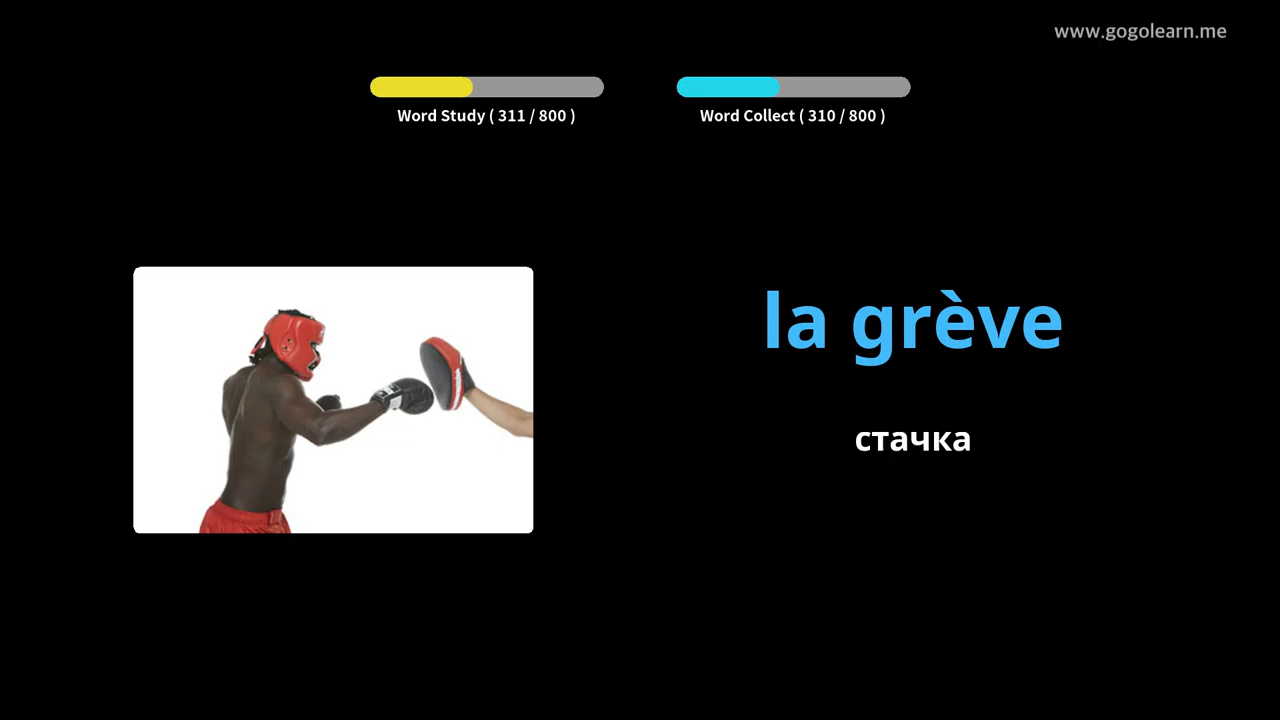 www.gogolearn.me
Word Study ( 311 / 800 )
Word Collect ( 310 / 800 )
la grève
стачка